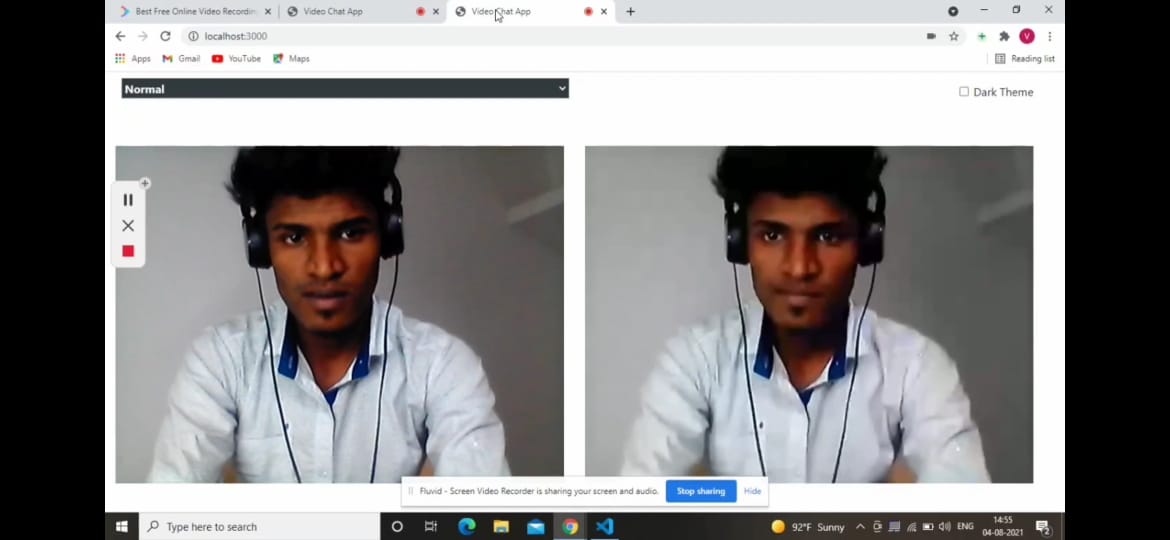 Best Free Online Video Recordin
Video Chat App
Video Chat App
localhost:3000
V
Apps
Gmail
YouTube
Maps
Reading list
Normal
Dark Theme
Fluvid - Screen Video Recorder is sharing your screen and audio.
Stop sharing
Hide
Type here to search
92°F Sunny
ENG
14:55
04-08-2021
2